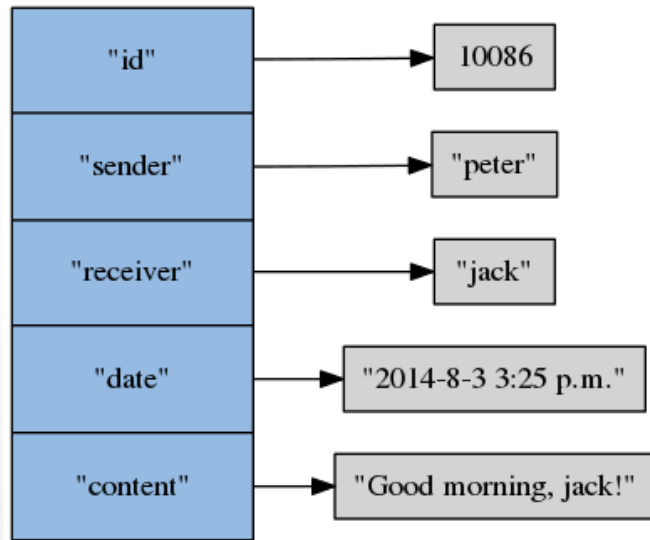 "id"
10086
"sender"
"peter"
"receiver"
"jack"
"date"
"2014-8-3 3:25 p.m."
"content"
"Good morning, jack!"